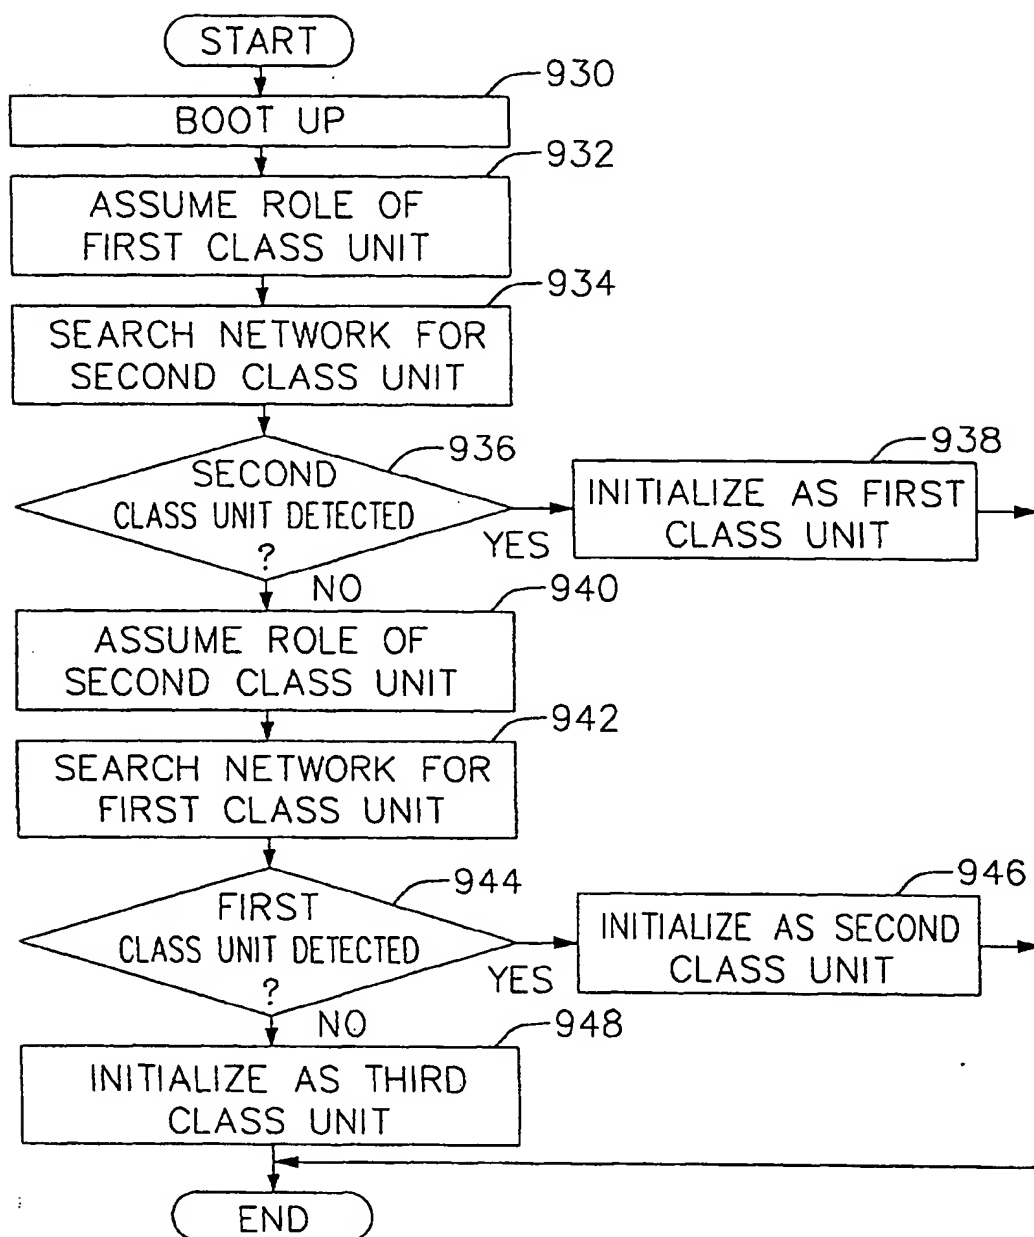 START
930
BOOT UP
932
ASSUME ROLE OF
FIRST CLASS UNIT
934
SEARCH NETWORK FOR
SECOND CLASS UNIT
936
SECOND
CLASS UNIT DETECTED
?
YES
NO
938
INITIALIZE AS FIRST
CLASS UNIT
940
ASSUME ROLE OF
SECOND CLASS UNIT
942
SEARCH NETWORK FOR
FIRST CLASS UNIT
944
FIRST
CLASS UNIT DETECTED
?
YES
NO
946
INITIALIZE AS SECOND
CLASS UNIT
948
INITIALIZE AS THIRD
CLASS UNIT
END